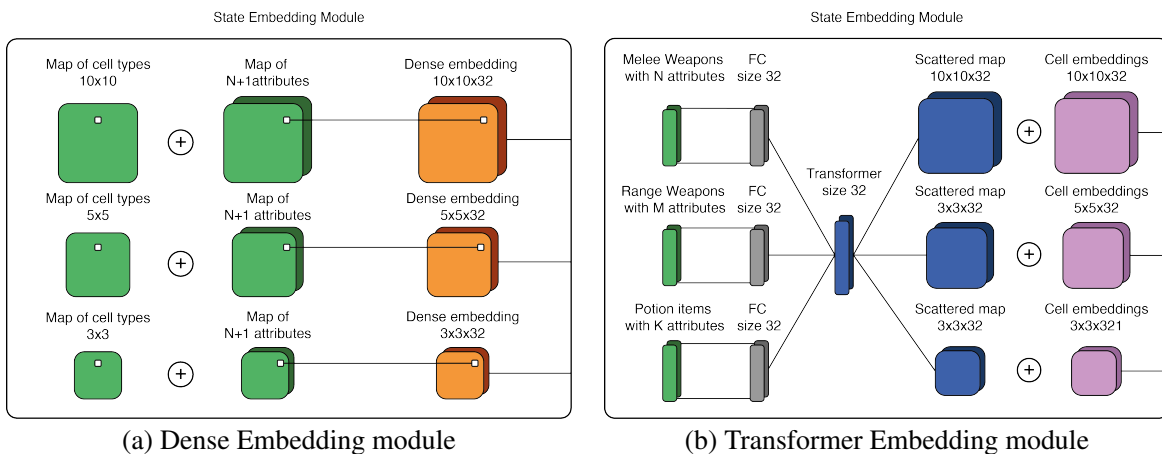 State Embedding Module
Map of cell types
10x10
Map of
N+1attributes
Dense embedding
10x10x32
+
Map of cell types
5x5
Map of
N+1 attributes
Dense embedding
5x5x32
+
Map of cell types
3x3
Map of
N+1 attributes
Dense embedding
3x3x32
+
(a) Dense Embedding module
State Embedding Module
Melee Weapons
with N attributes
FC
size 32
Scattered map
10x10x32
Cell embeddings
10x10x32
+
Transformer
size 32
Range Weapons
with M attributes
FC
size 32
Scattered map
3x3x32
Cell embeddings
5x5x32
+
Potion items
with K attributes
FC
size 32
Scattered map
3x3x32
Cell embeddings
3x3x321
+
(b) Transformer Embedding module